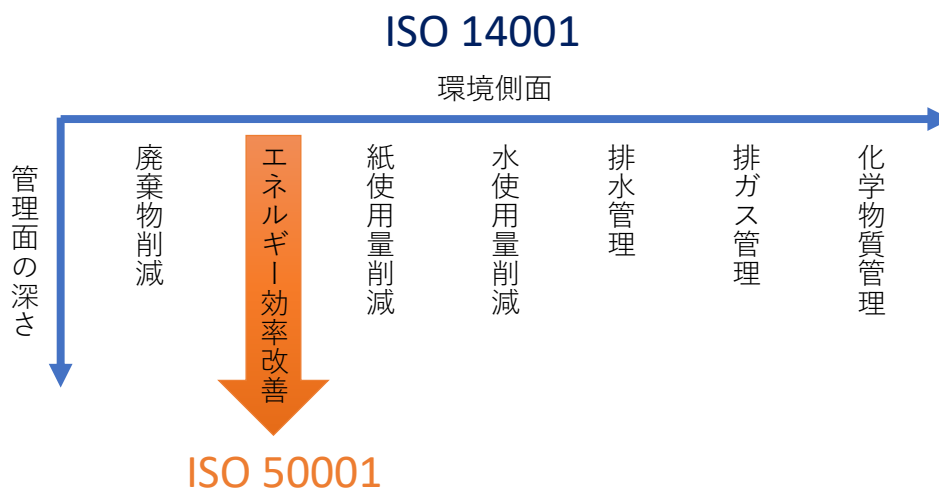 ISO 14001
環境側面
管理面の深さ
廃棄物削減
エネルギー効率改善
紙使用量削減
水使用量削減
排水管理
排ガス管理
化学物質管理
ISO 50001